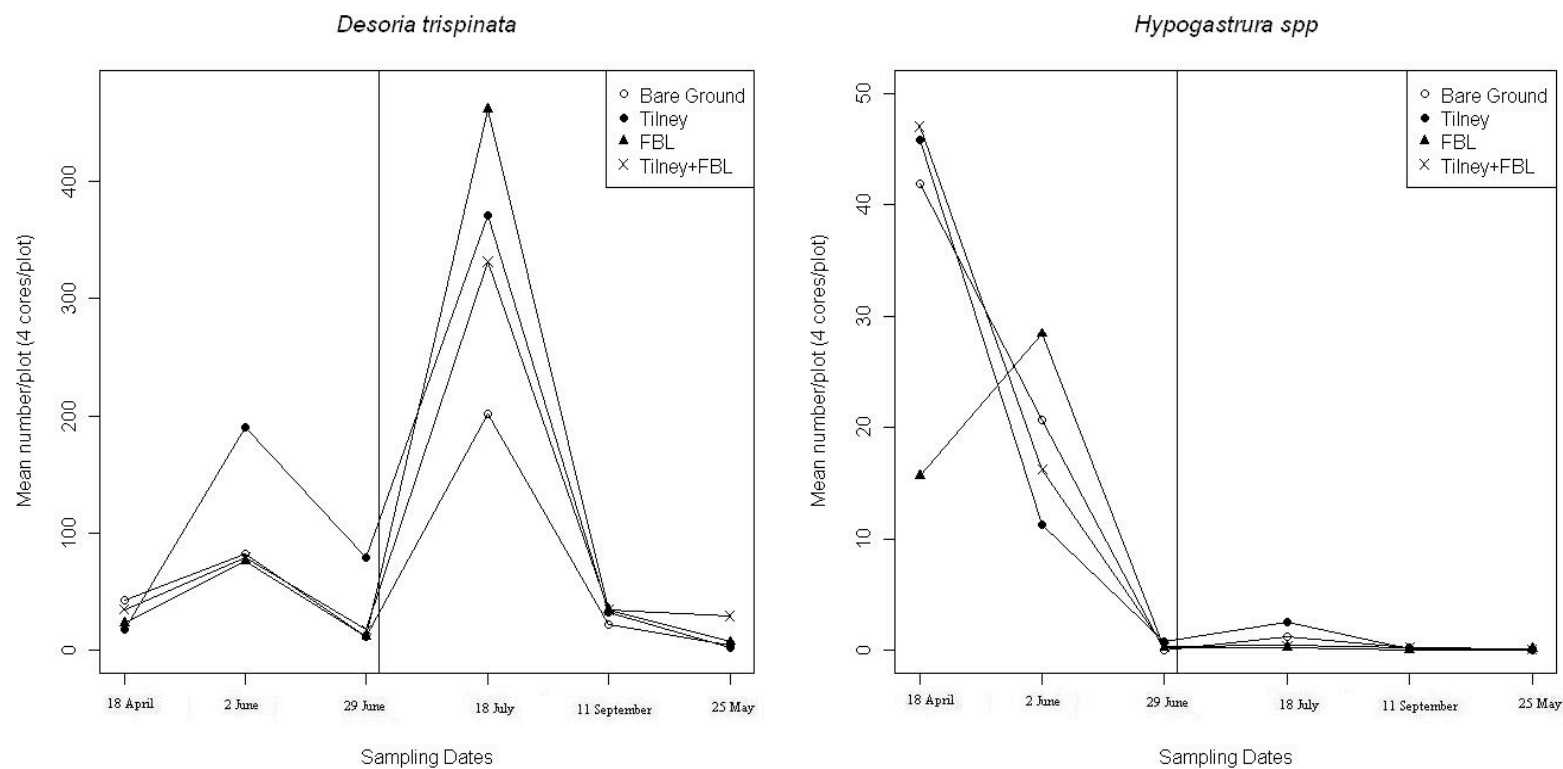 Desoria trispinata
Mean number/plot (4 cores/plot)
400
300
200
100
0
Bare Ground
Tilney
FBL
Tilney+FBL
18 April
2 June
29 June
18 July
11 September
25 May
Sampling Dates
Hypogastrura spp
Mean number/plot (4 cores/plot)
50
40
30
20
10
0
Bare Ground
Tilney
FBL
Tilney+FBL
18 April
2 June
29 June
18 July
11 September
25 May
Sampling Dates